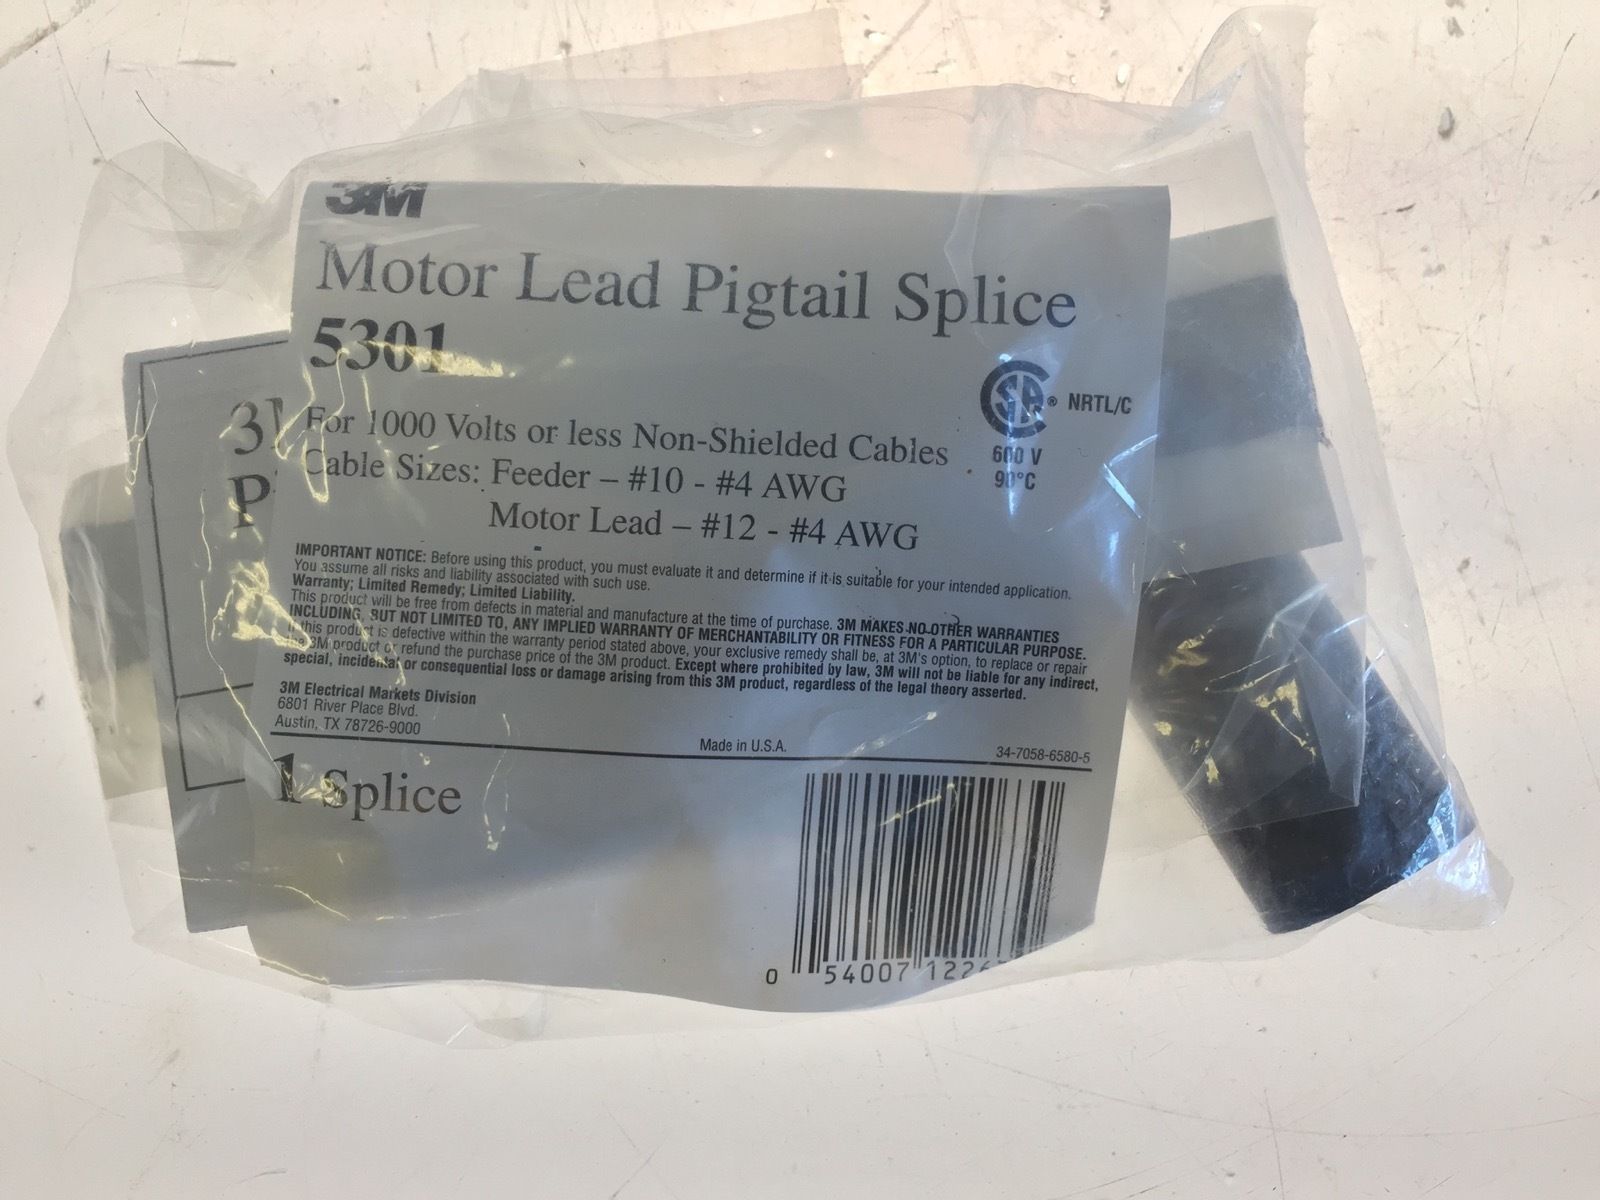 3M
Motor Lead Pigtail Splice
5301
For 1000 Volts or less Non-Shielded Cables
Cable Sizes: Feeder – #10 - #4 AWG
Motor Lead – #12 - #4 AWG
® NRTL/C
600 V
90°C
IMPORTANT NOTICE: Before using this product, you must evaluate it and determine if it is suitable for your intended application.
You assume all risks and liability associated with such use.
Warranty; Limited Remedy; Limited Liability.
This product will be free from defects in material and manufacture at the time of purchase. 3M MAKES NO OTHER WARRANTIES
INCLUDING, BUT NOT LIMITED TO, ANY IMPLIED WARRANTY OF MERCHANTABILITY OR FITNESS FOR A PARTICULAR PURPOSE.
If this product is defective within the warranty period stated above, your exclusive remedy shall be, at 3M's option, to replace or repair
the 3M product or refund the purchase price of the 3M product. Except where prohibited by law, 3M will not be liable for any indirect,
special, incidental or consequential loss or damage arising from this 3M product, regardless of the legal theory asserted.
3M Electrical Markets Division
6801 River Place Blvd.
Austin, TX 78726-9000
Made in U.S.A.
34-7058-6580-5
1 Splice
0 54007 122
3
P